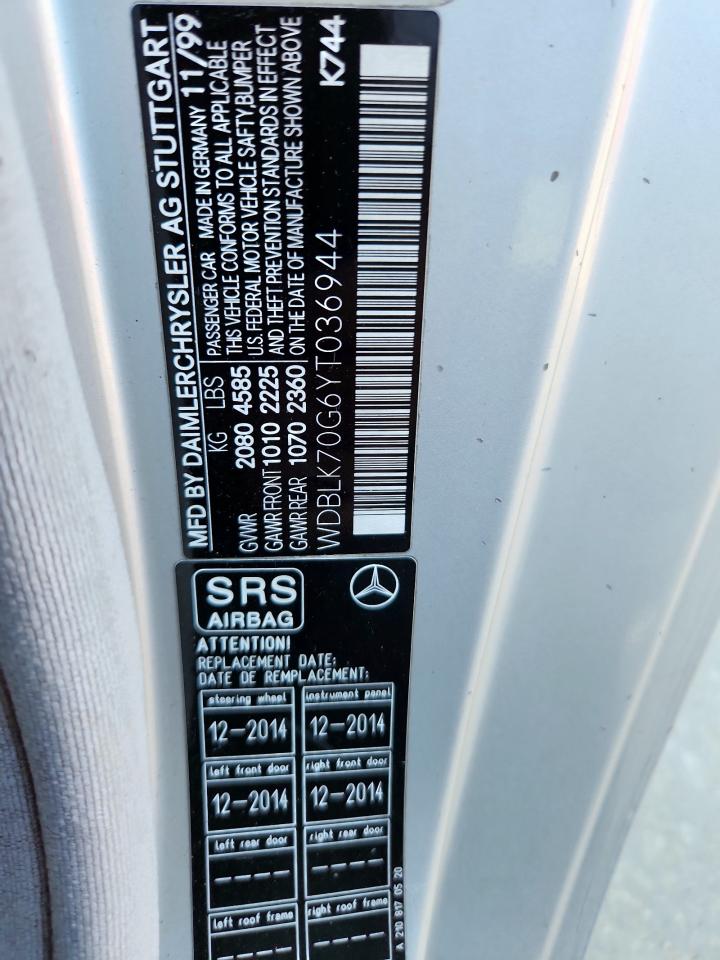 MFD BY DAIMLERCHRYSLER AG STUTTGART
PASSENGER CAR MADE IN GERMANY 11/99
KG LBS
THIS VEHICLE CONFORMS TO ALL APPLICABLE
GVWR 2080 4585
U.S. FEDERAL MOTOR VEHICLE SAFTY,BUMPER
GAWR FRONT 1010 2225
AND THEFT PREVENTION STANDARDS IN EFFECT
GAWR REAR 1070 2360
ON THE DATE OF MANUFACTURE SHOWN ABOVE
WDBLK70G6YT036944
K744
SRS
AIRBAG
ATTENTION!
REPLACEMENT DATE:
DATE DE REMPLACEMENT:
steering wheel instrument panel
12-2014 12-2014
left front door right front door
12-2014 12-2014
left rear door right rear door
---- ----
left roof frame right roof frame
---- ----
A 210 817 05 20